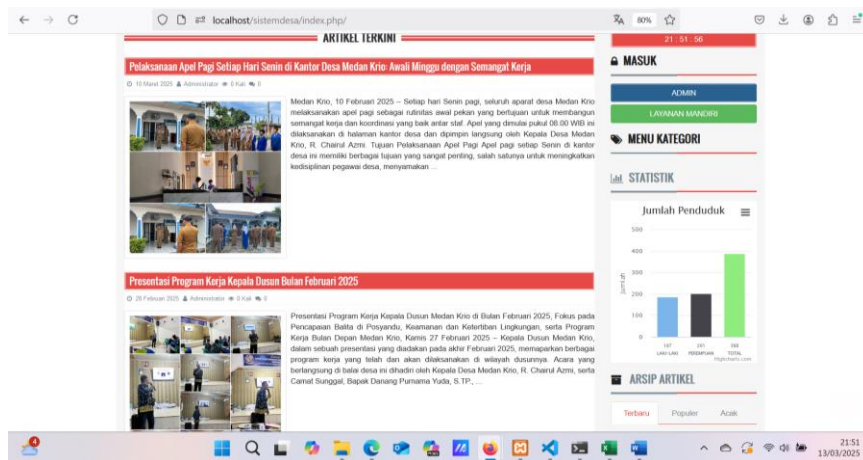 localhost/sistemdesa/index.php/
80%
ARTIKEL TERKINI
Pelaksanaan Apel Pagi Setiap Hari Senin di Kantor Desa Medan Krio: Awali Minggu dengan Semangat Kerja
10 Maret 2025 Administrator 0 Kali 0
Medan Krio, 10 Februari 2025 – Setiap hari Senin pagi, seluruh aparat desa Medan Krio
melaksanakan apel pagi sebagai rutinitas awal pekan yang bertujuan untuk membangun
semangat kerja dan koordinasi yang baik antar staf. Apel yang dimulai pukul 08.00 WIB ini
dilaksanakan di halaman kantor desa dan dipimpin langsung oleh Kepala Desa Medan
Krio, R. Chairul Azmi. Tujuan Pelaksanaan Apel Pagi Apel pagi setiap Senin di kantor
desa ini memiliki berbagai tujuan yang sangat penting, salah satunya untuk meningkatkan
kedisiplinan pegawai desa, menyamakan ...
Presentasi Program Kerja Kepala Dusun Bulan Februari 2025
28 Februari 2025 Administrator 0 Kali 0
Presentasi Program Kerja Kepala Dusun Medan Krio di Bulan Februari 2025, Fokus pada
Pencapaian Balita di Posyandu, Keamanan dan Ketertiban Lingkungan, serta Program
Kerja Bulan Depan Medan Krio, Kamis 27 Februari 2025 – Kepala Dusun Medan Krio,
dalam sebuah presentasi yang diadakan pada akhir Februari 2025, memaparkan berbagai
program kerja yang telah dan akan dilaksanakan di wilayah dusunnya. Acara yang
berlangsung di balai desa ini dihadiri oleh Kepala Desa Medan Krio, R. Chairul Azmi, serta
Camat Sunggal, Bapak Danang Purnama Yuda, S.TP., ...
21 : 51 : 56
MASUK
ADMIN
LAYANAN MANDIRI
MENU KATEGORI
STATISTIK
Jumlah Penduduk
Jumlah
500
400
300
200
100
0
LAKI-LAKI PEREMPUAN TOTAL
Highcharts.com
ARSIP ARTIKEL
Terbaru Populer Acak
4
21:51
13/03/2025